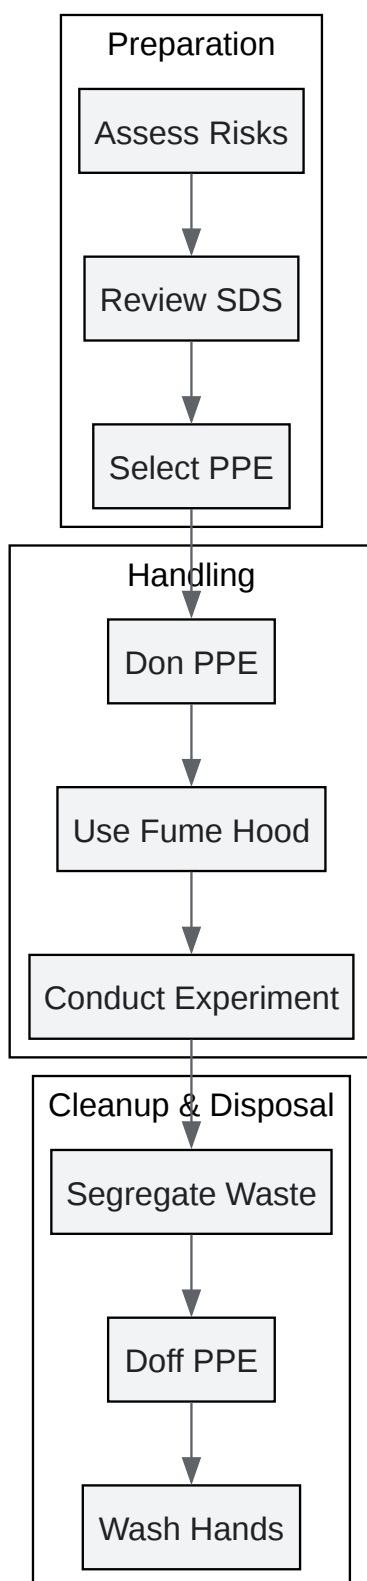 Preparation
Assess Risks
Review SDS
Select PPE
Handling
Don PPE
Use Fume Hood
Conduct Experiment
Cleanup & Disposal
Segregate Waste
Doff PPE
Wash Hands